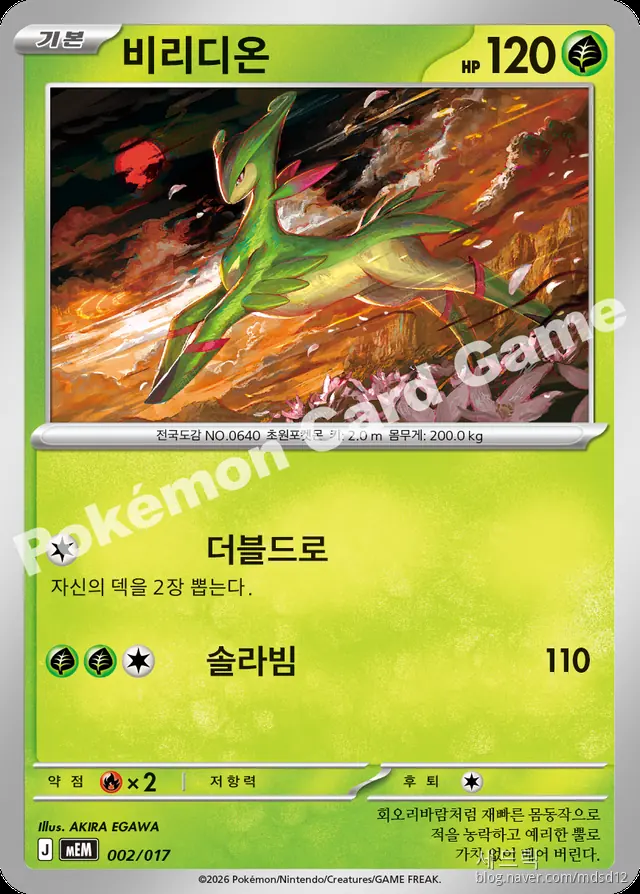 기본 비리디온 HP 120
전국도감 NO.0640 초원포켓몬 키: 2.0 m 몸무게: 200.0 kg
Pokémon Card Game
더블드로
자신의 덱을 2장 뽑는다.
솔라빔 110
약점 ×2 저항력 후퇴
Illus. AKIRA EGAWA
회오리바람처럼 재빠른 몸동작으로
적을 농락하고 예리한 뿔로
가차 없이 베어 버린다.
J mEM 002/017
blog.naver.com/mdsd12
©2026 Pokémon/Nintendo/Creatures/GAME FREAK.